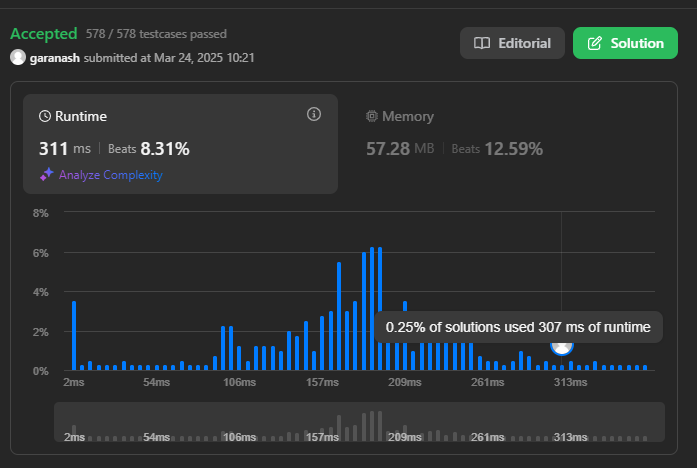 Accepted 578 / 578 testcases passed
Editorial
Solution
garanash submitted at Mar 24, 2025 10:21
Runtime
311 ms | Beats 8.31%
Analyze Complexity
Memory
57.28 MB | Beats 12.59%
8%
6%
4%
2%
0%
0.25% of solutions used 307 ms of runtime
2ms 54ms 106ms 157ms 209ms 261ms 313ms
2ms 54ms 106ms 157ms 209ms 261ms 313ms